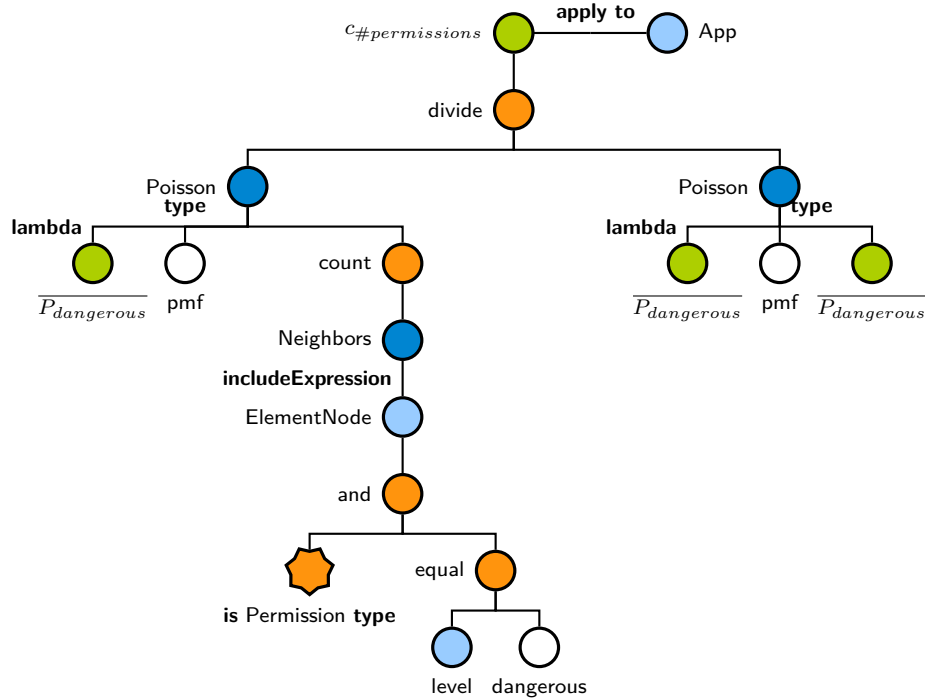 apply to
c#permissions
App
divide
Poisson
Poisson
type
type
lambda
lambda
count
P̅dangerous
pmf
P̅dangerous
pmf
P̅dangerous
Neighbors
includeExpression
ElementNode
and
equal
is Permission type
level
dangerous